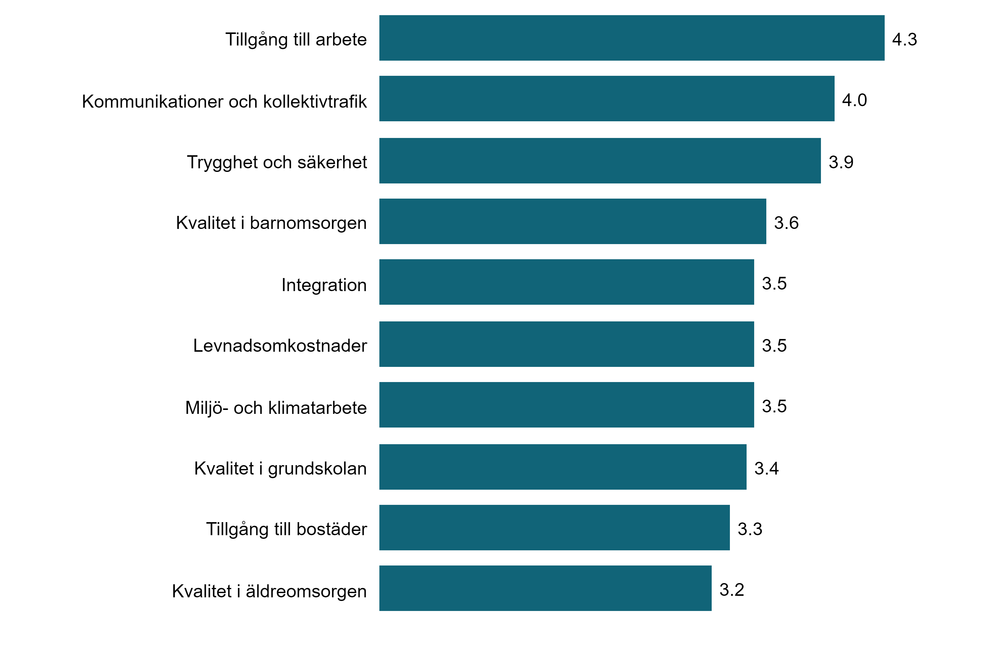 Tillgång till arbete 4.3
Kommunikationer och kollektivtrafik 4.0
Trygghet och säkerhet 3.9
Kvalitet i barnomsorgen 3.6
Integration 3.5
Levnadsomkostnader 3.5
Miljö- och klimatarbete 3.5
Kvalitet i grundskolan 3.4
Tillgång till bostäder 3.3
Kvalitet i äldreomsorgen 3.2